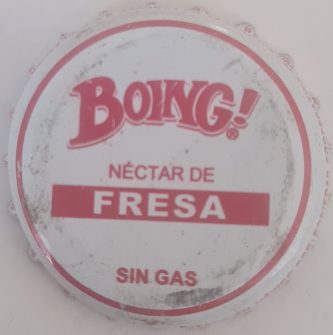 BOING!®
NÉCTAR DE
FRESA
SIN GAS